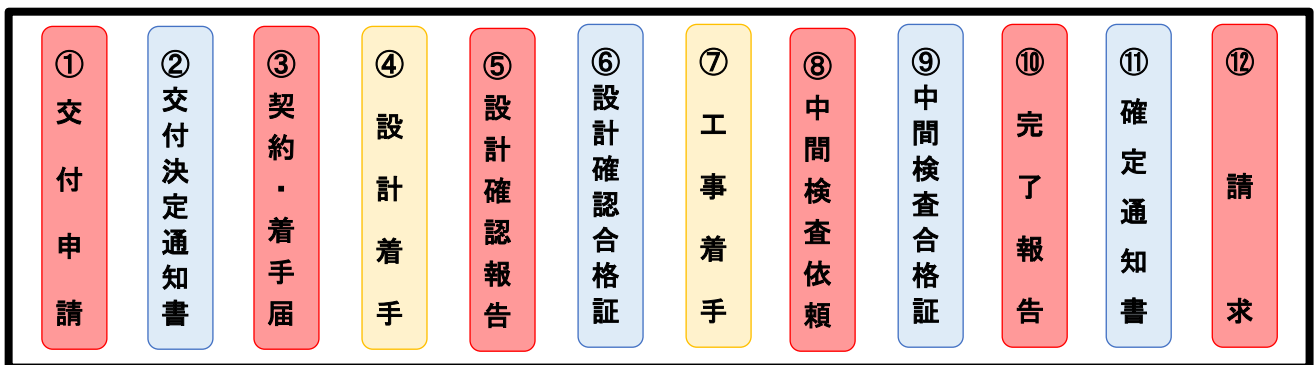 ①交付申請
②交付決定通知書
③契約・着手届
④設計着手
⑤設計確認報告
⑥設計確認合格証
⑦工事着手
⑧中間検査依頼
⑨中間検査合格証
⑩完了報告
⑪確定通知書
⑫請求